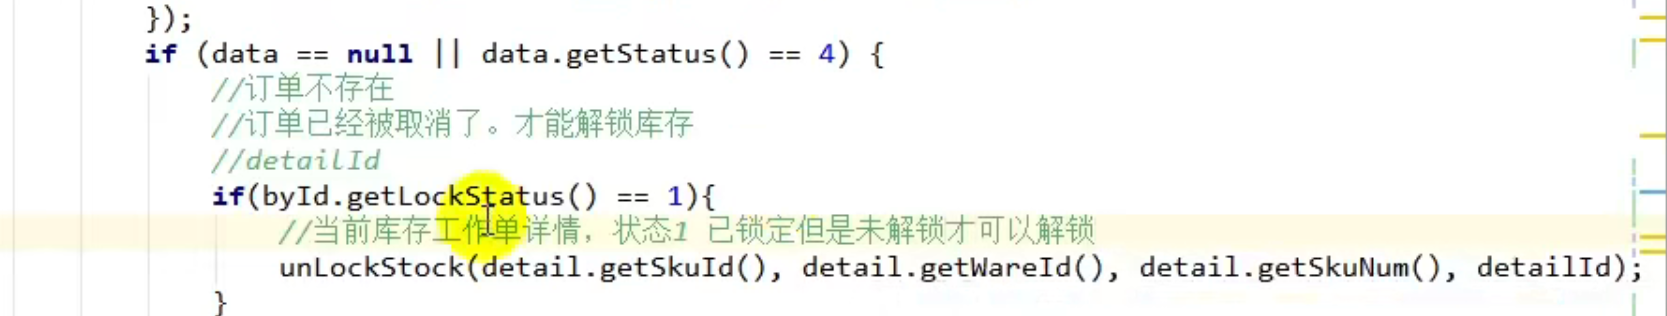 });
if (data == null || data.getStatus() == 4) {
//订单不存在
//订单已经被取消了。才能解锁库存
//detailId
if(byId.getLockStatus() == 1){
//当前库存工作单详情，状态1 已锁定但是未解锁才可以解锁
unLockStock(detail.getSkuId(), detail.getWareId(), detail.getSkuNum(), detailId);
}